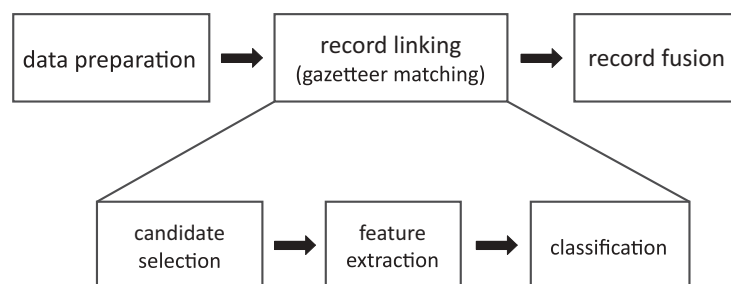 data preparation
record linking
(gazetteer matching)
record fusion
candidate
selection
feature
extraction
classification